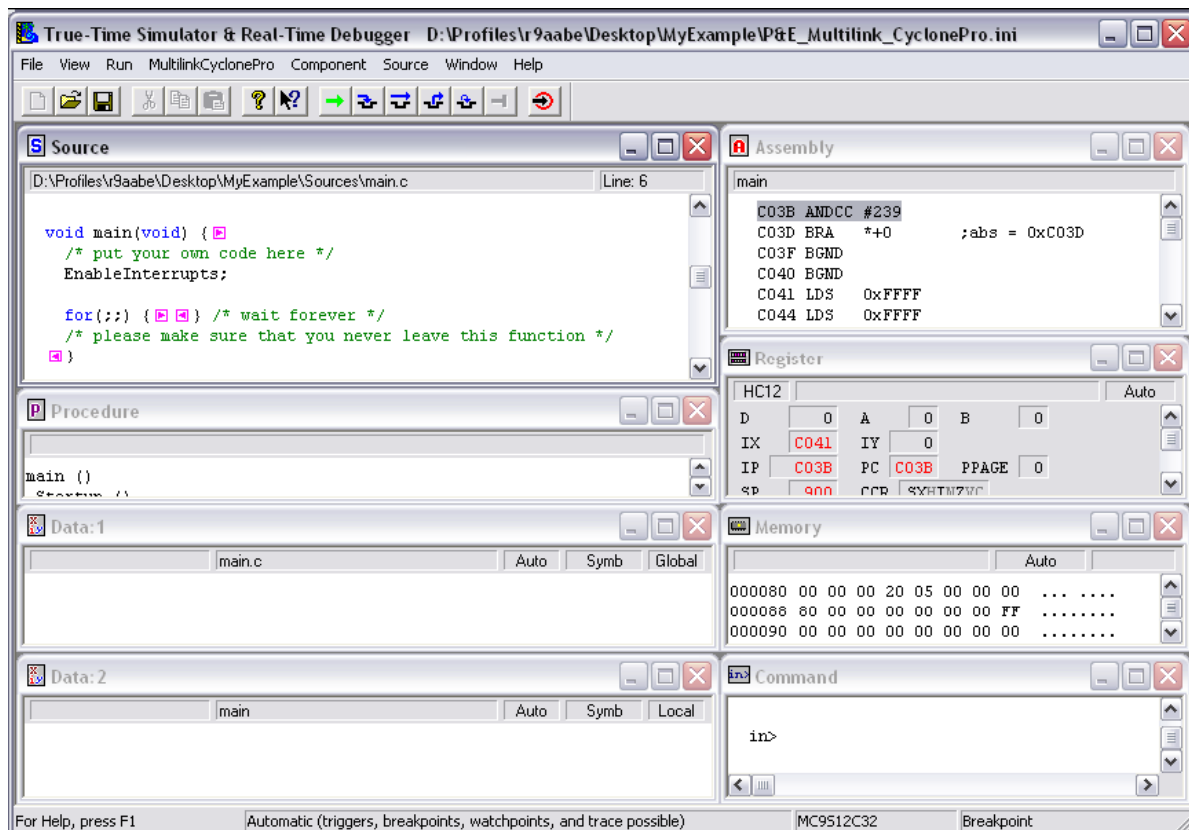 True-Time Simulator & Real-Time Debugger D:\Profiles\r9aabe\Desktop\MyExample\P&E_Multilink_CyclonePro.ini
File View Run MultilinkCyclonePro Component Source Window Help
Source
D:\Profiles\r9aabe\Desktop\MyExample\Sources\main.c Line: 6
void main(void) {
/* put your own code here */
EnableInterrupts;
for(;;) { } /* wait forever */
/* please make sure that you never leave this function */
}
Assembly
main
C03B ANDCC #239
C03D BRA *+0 ;abs = 0xC03D
C03F BGND
C040 BGND
C041 LDS 0xFFFF
C044 LDS 0xFFFF
Procedure
main ()
Startup ()
Register
HC12 Auto
D 0 A 0 B 0
IX C041 IY 0
IP C03B PC C03B PPAGE 0
SP 900 CCR SXHINZVC
Data:1
main.c Auto Symb Global
Memory
Auto
000080 00 00 00 20 05 00 00 00 ... ....
000088 80 00 00 00 00 00 00 FF ........
000090 00 00 00 00 00 00 00 00 ........
Data:2
main Auto Symb Local
Command
in>
For Help, press F1 Automatic (triggers, breakpoints, watchpoints, and trace possible) MC9S12C32 Breakpoint